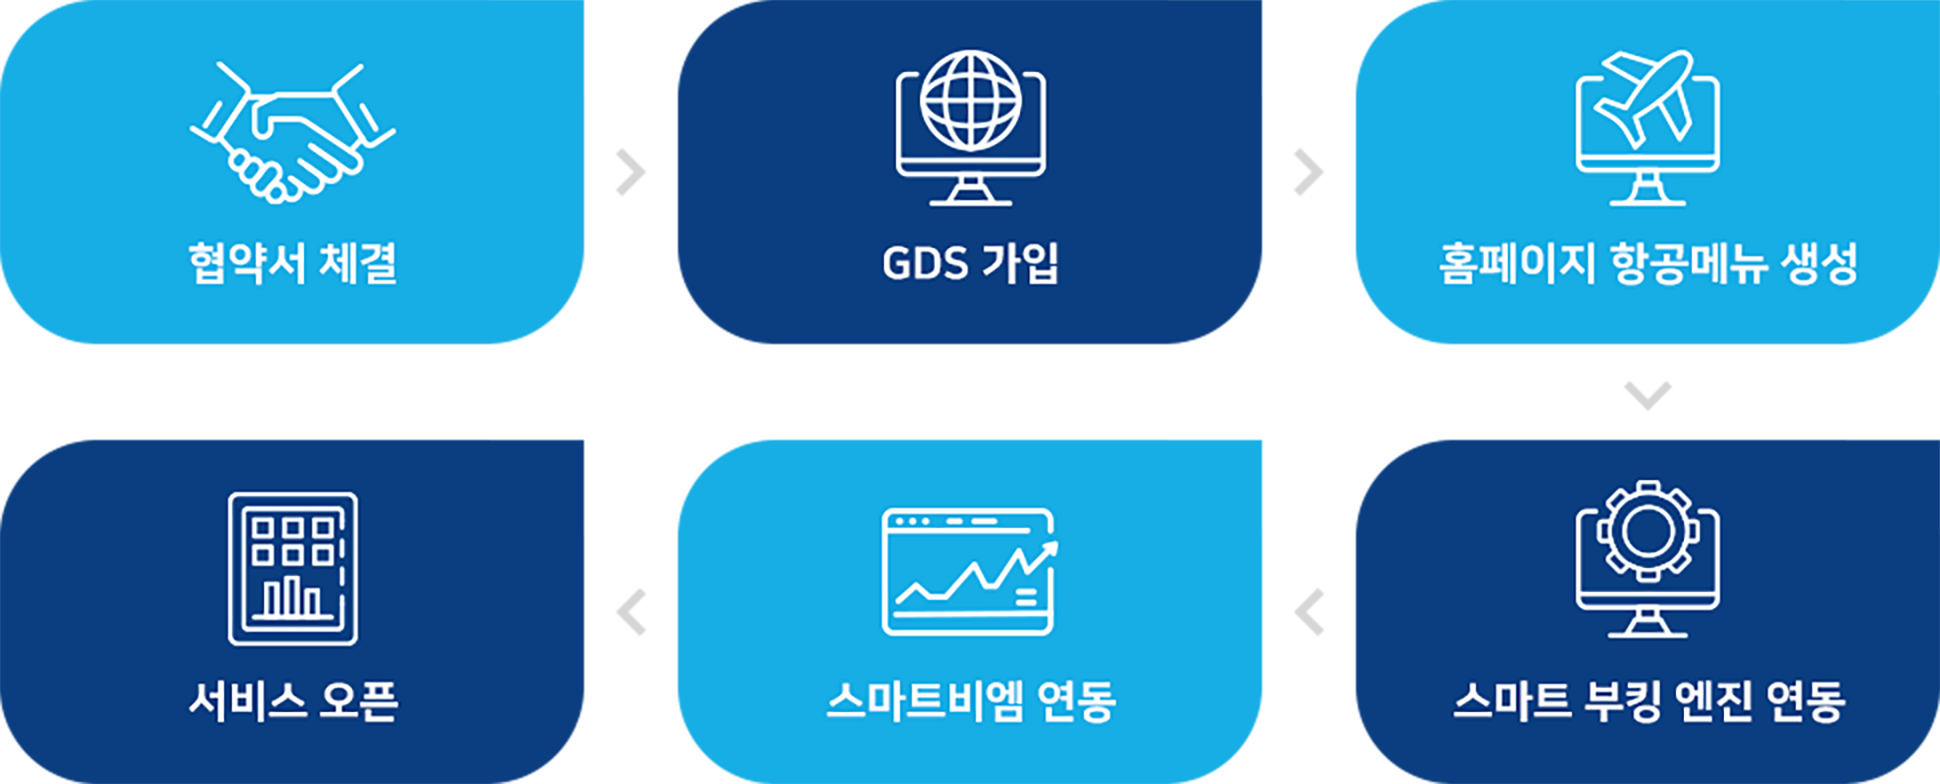 협약서 체결
GDS 가입
홈페이지 항공메뉴 생성
스마트 부킹 엔진 연동
스마트비엠 연동
서비스 오픈